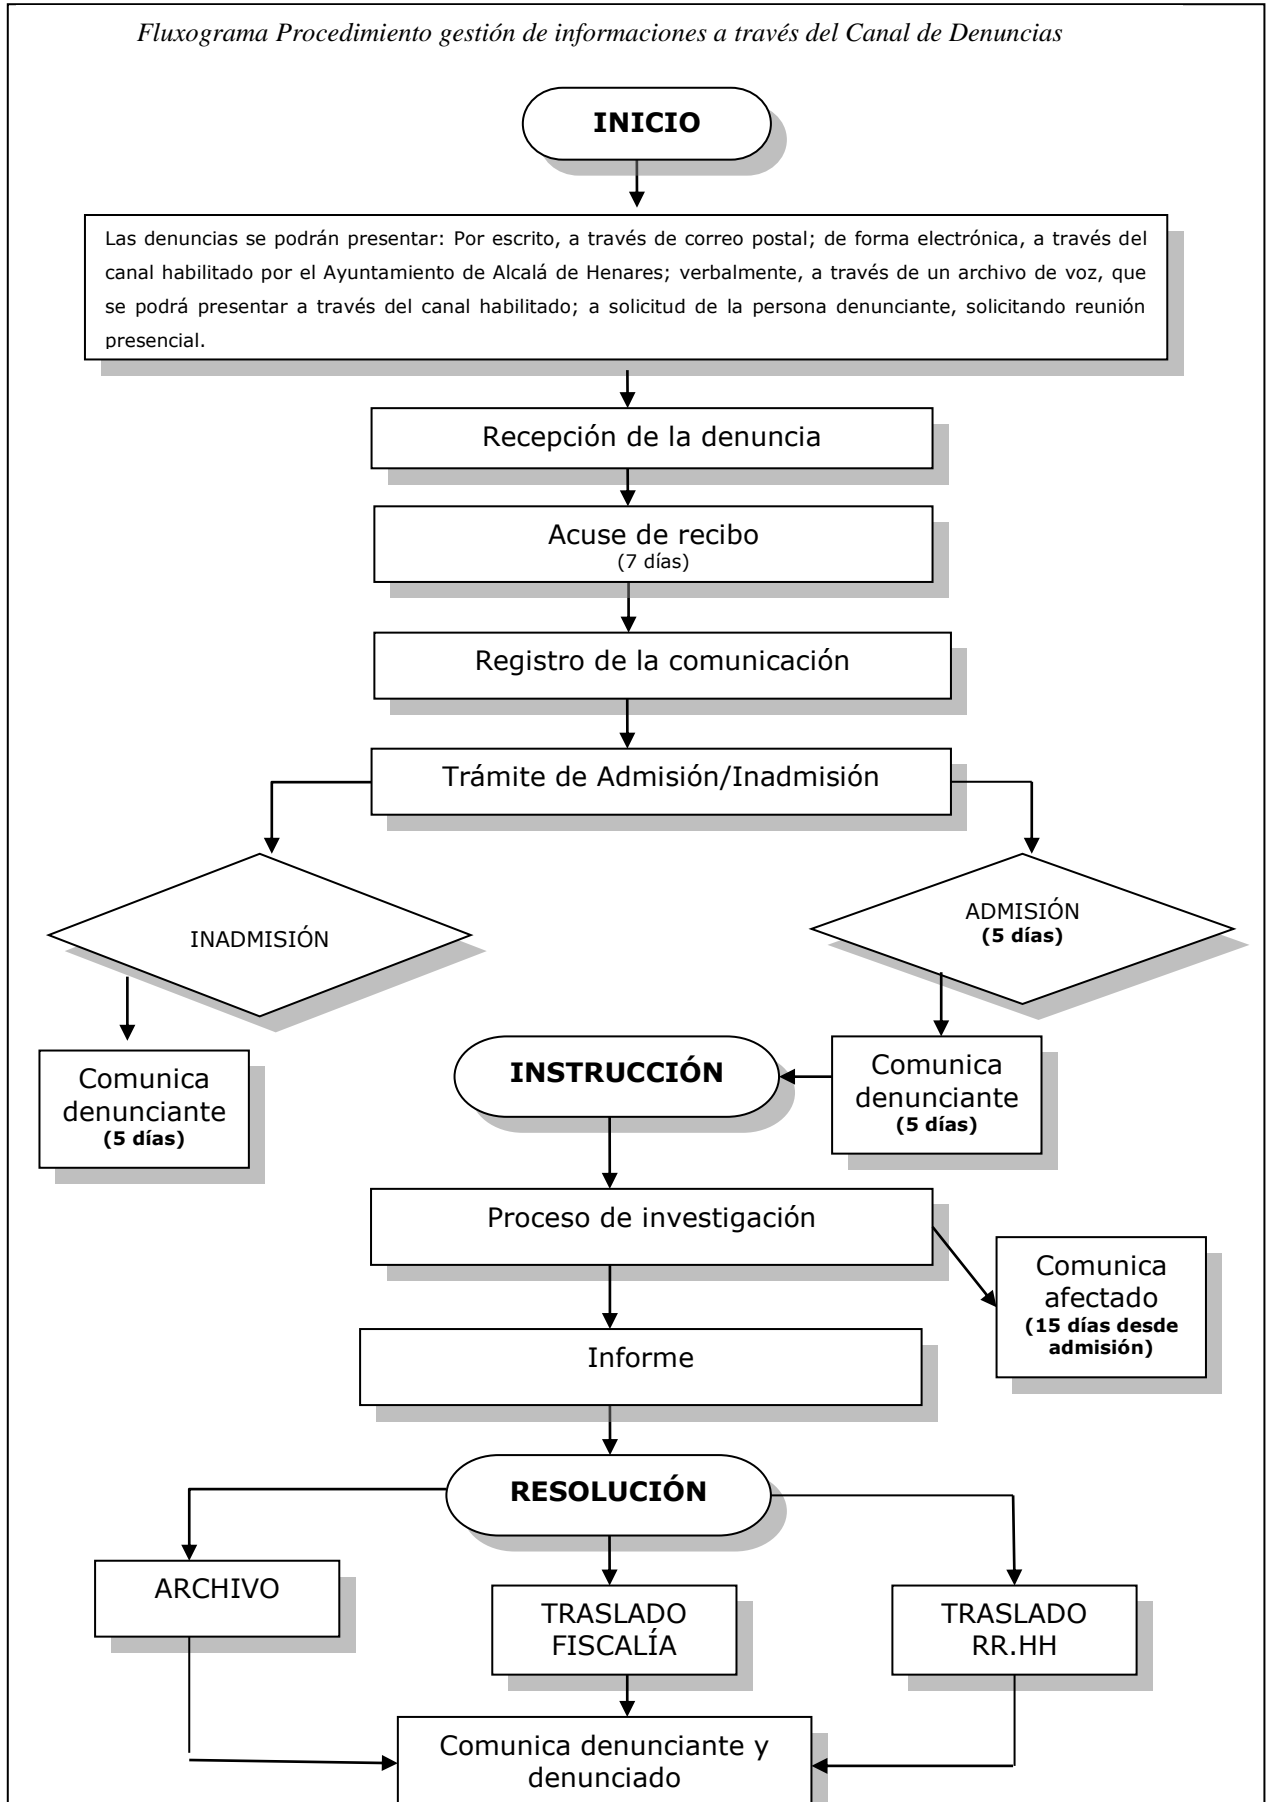 Fluxograma Procedimiento gestión de informaciones a través del Canal de Denuncias
INICIO
Las denuncias se podrán presentar: Por escrito, a través de correo postal; de forma electrónica, a través del
canal habilitado por el Ayuntamiento de Alcalá de Henares; verbalmente, a través de un archivo de voz, que
se podrá presentar a través del canal habilitado; a solicitud de la persona denunciante, solicitando reunión
presencial.
Recepción de la denuncia
Acuse de recibo
(7 días)
Registro de la comunicación
Trámite de Admisión/Inadmisión
INADMISIÓN
ADMISIÓN
(5 días)
Comunica
denunciante
(5 días)
INSTRUCCIÓN
Comunica
denunciante
(5 días)
Proceso de investigación
Comunica
afectado
(15 días desde
admisión)
Informe
RESOLUCIÓN
ARCHIVO
TRASLADO
FISCALÍA
TRASLADO
RR.HH
Comunica denunciante y
denunciado